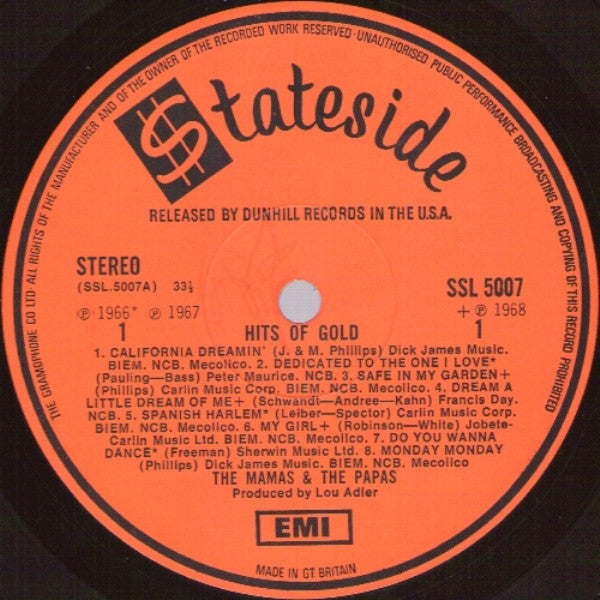 THE GRAMOPHONE CO LTD· ALL RIGHTS OF THE MANUFACTURER AND OF THE OWNER OF THE RECORDED WORK RESERVED · UNAUTHORISED PUBLIC PERFORMANCE BROADCASTING AND COPYING OF THIS RECORD PROHIBITED
$tateside
RELEASED BY DUNHILL RECORDS IN THE U.S.A.
STEREO
(SSL.5007A) 33⅓
SSL 5007
℗ 1966* ℗ 1967
+ ℗ 1968
1 HITS OF GOLD 1
1. CALIFORNIA DREAMIN' (J. & M. Phillips) Dick James Music.
BIEM. NCB. Mecolico. 2. DEDICATED TO THE ONE I LOVE*
(Pauling—Bass) Peter Maurice. NCB. 3. SAFE IN MY GARDEN+
(Phillips) Carlin Music Corp. BIEM. NCB. Mecolico. 4. DREAM A
LITTLE DREAM OF ME+ (Schwandt—Andree—Kahn) Francis Day.
NCB. 5. SPANISH HARLEM* (Leiber—Spector) Carlin Music Corp.
BIEM. NCB. Mecolico. 6. MY GIRL+ (Robinson—White) Jobete-
Carlin Music Ltd. BIEM. NCB. Mecolico. 7. DO YOU WANNA
DANCE* (Freeman) Sherwin Music Ltd. 8. MONDAY MONDAY
(Phillips) Dick James Music. BIEM. NCB. Mecolico
THE MAMAS & THE PAPAS
Produced by Lou Adler
EMI
MADE IN GT. BRITAIN